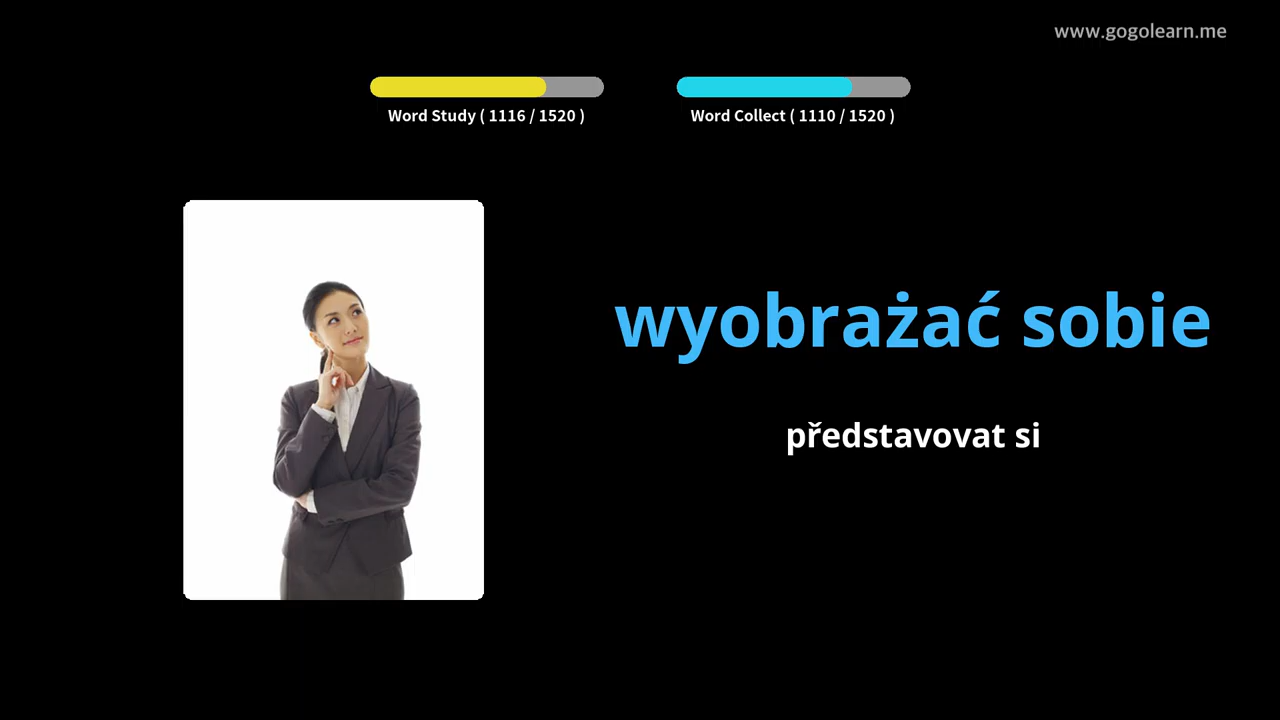 www.gogolearn.me
Word Study ( 1116 / 1520 )
Word Collect ( 1110 / 1520 )
wyobrażać sobie
představovat si